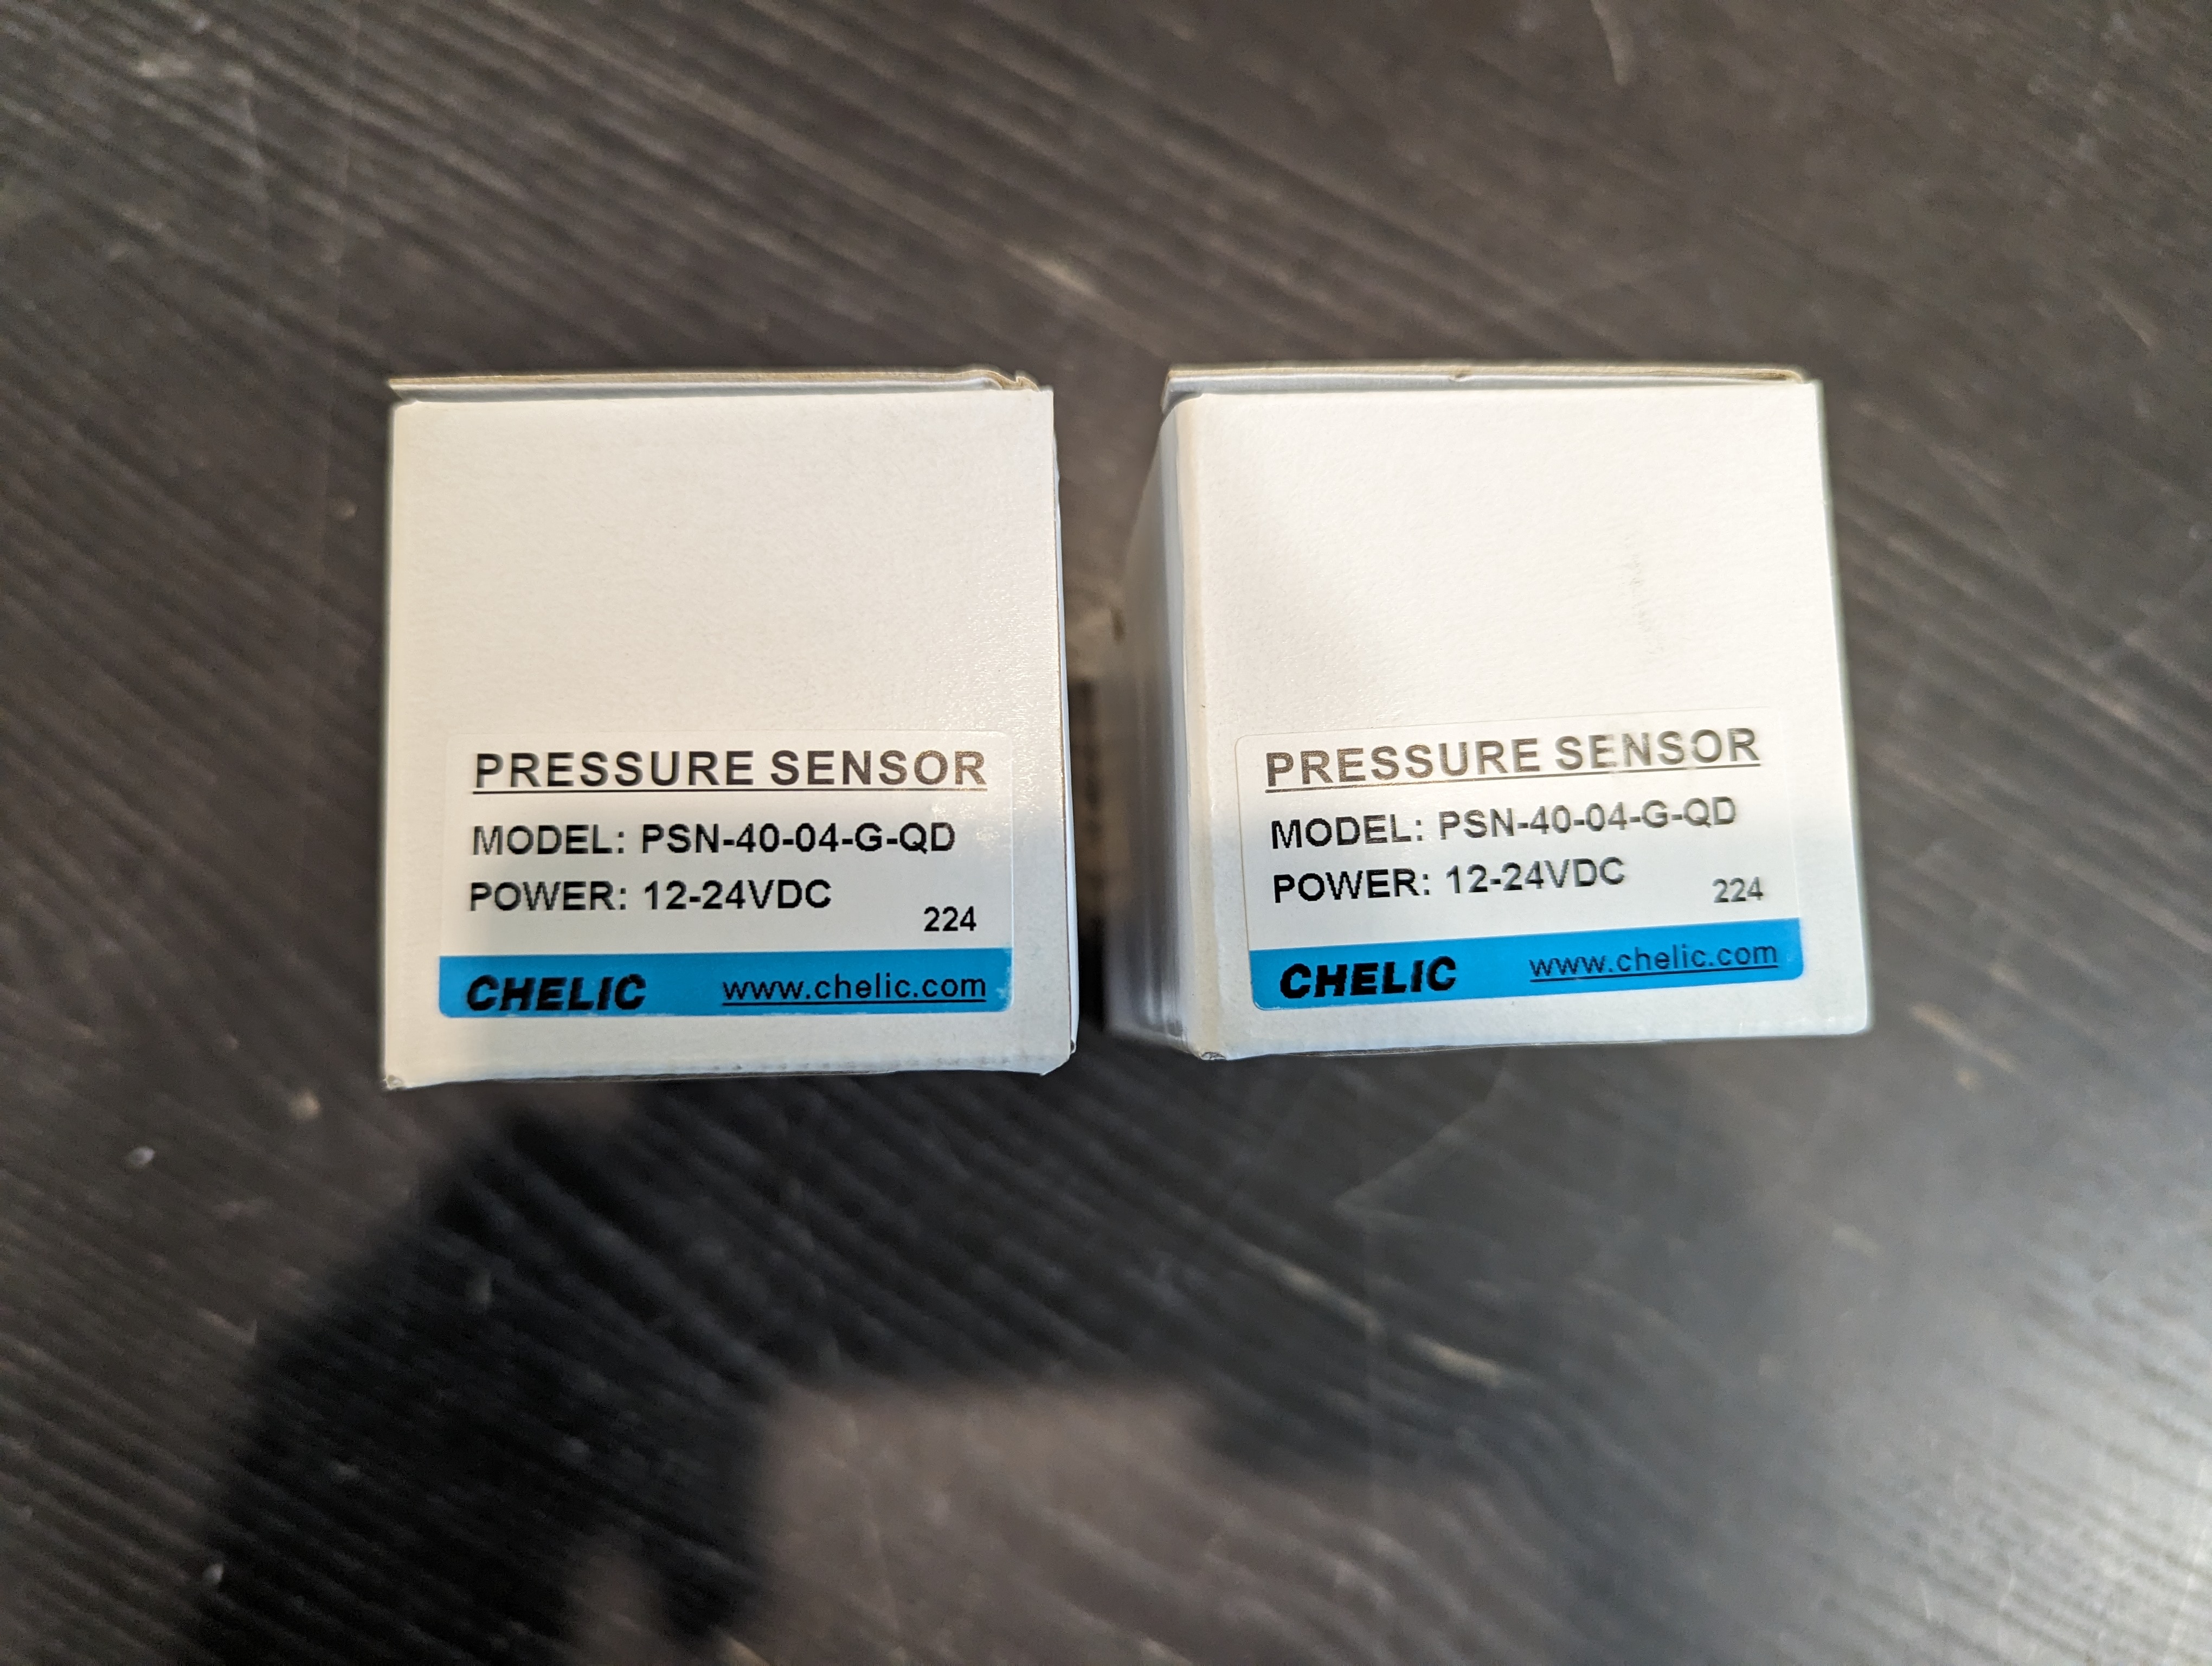 PRESSURE SENSOR
MODEL: PSN-40-04-G-QD
POWER: 12-24VDC
224
CHELIC www.chelic.com
PRESSURE SENSOR
MODEL: PSN-40-04-G-QD
POWER: 12-24VDC
224
CHELIC www.chelic.com